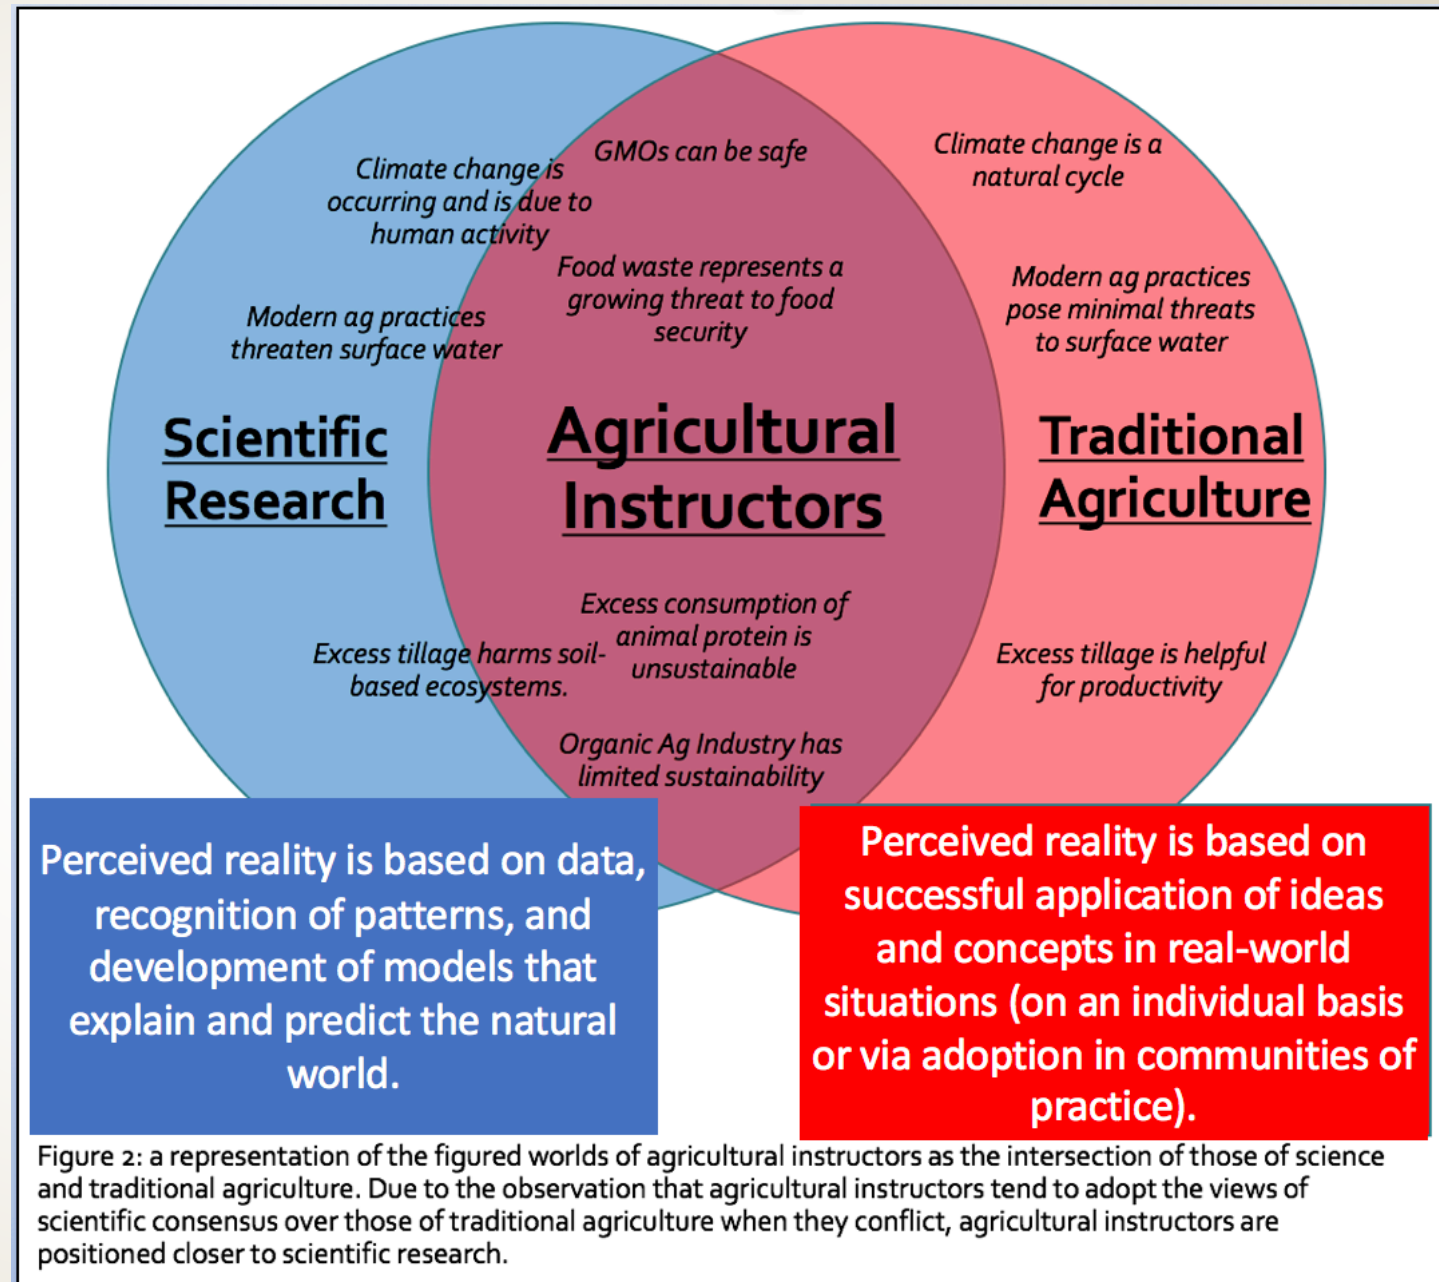 GMOs can be safe
Climate change is
occurring and is due to
human activity
Climate change is a
natural cycle
Food waste represents a
growing threat to food
security
Modern ag practices
threaten surface water
Modern ag practices
pose minimal threats
to surface water
Scientific
Research
Agricultural
Instructors
Traditional
Agriculture
Excess tillage harms soil-
based ecosystems.
Excess consumption of
animal protein is
unsustainable
Excess tillage is helpful
for productivity
Organic Ag Industry has
limited sustainability
Perceived reality is based on data,
recognition of patterns, and
development of models that
explain and predict the natural
world.
Perceived reality is based on
successful application of ideas
and concepts in real-world
situations (on an individual basis
or via adoption in communities of
practice).
Figure 2: a representation of the figured worlds of agricultural instructors as the intersection of those of science
and traditional agriculture. Due to the observation that agricultural instructors tend to adopt the views of
scientific consensus over those of traditional agriculture when they conflict, agricultural instructors are
positioned closer to scientific research.